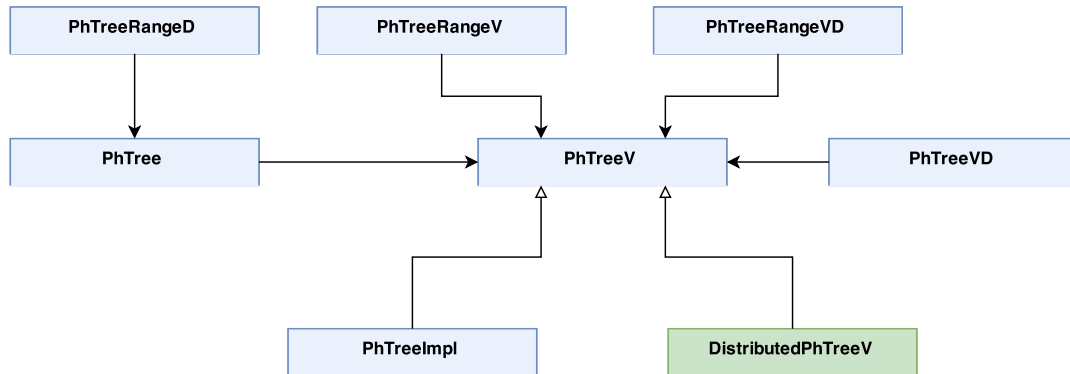 PhTreeRangeD
PhTreeRangeV
PhTreeRangeVD
PhTree
PhTreeV
PhTreeVD
PhTreeImpl
DistributedPhTreeV